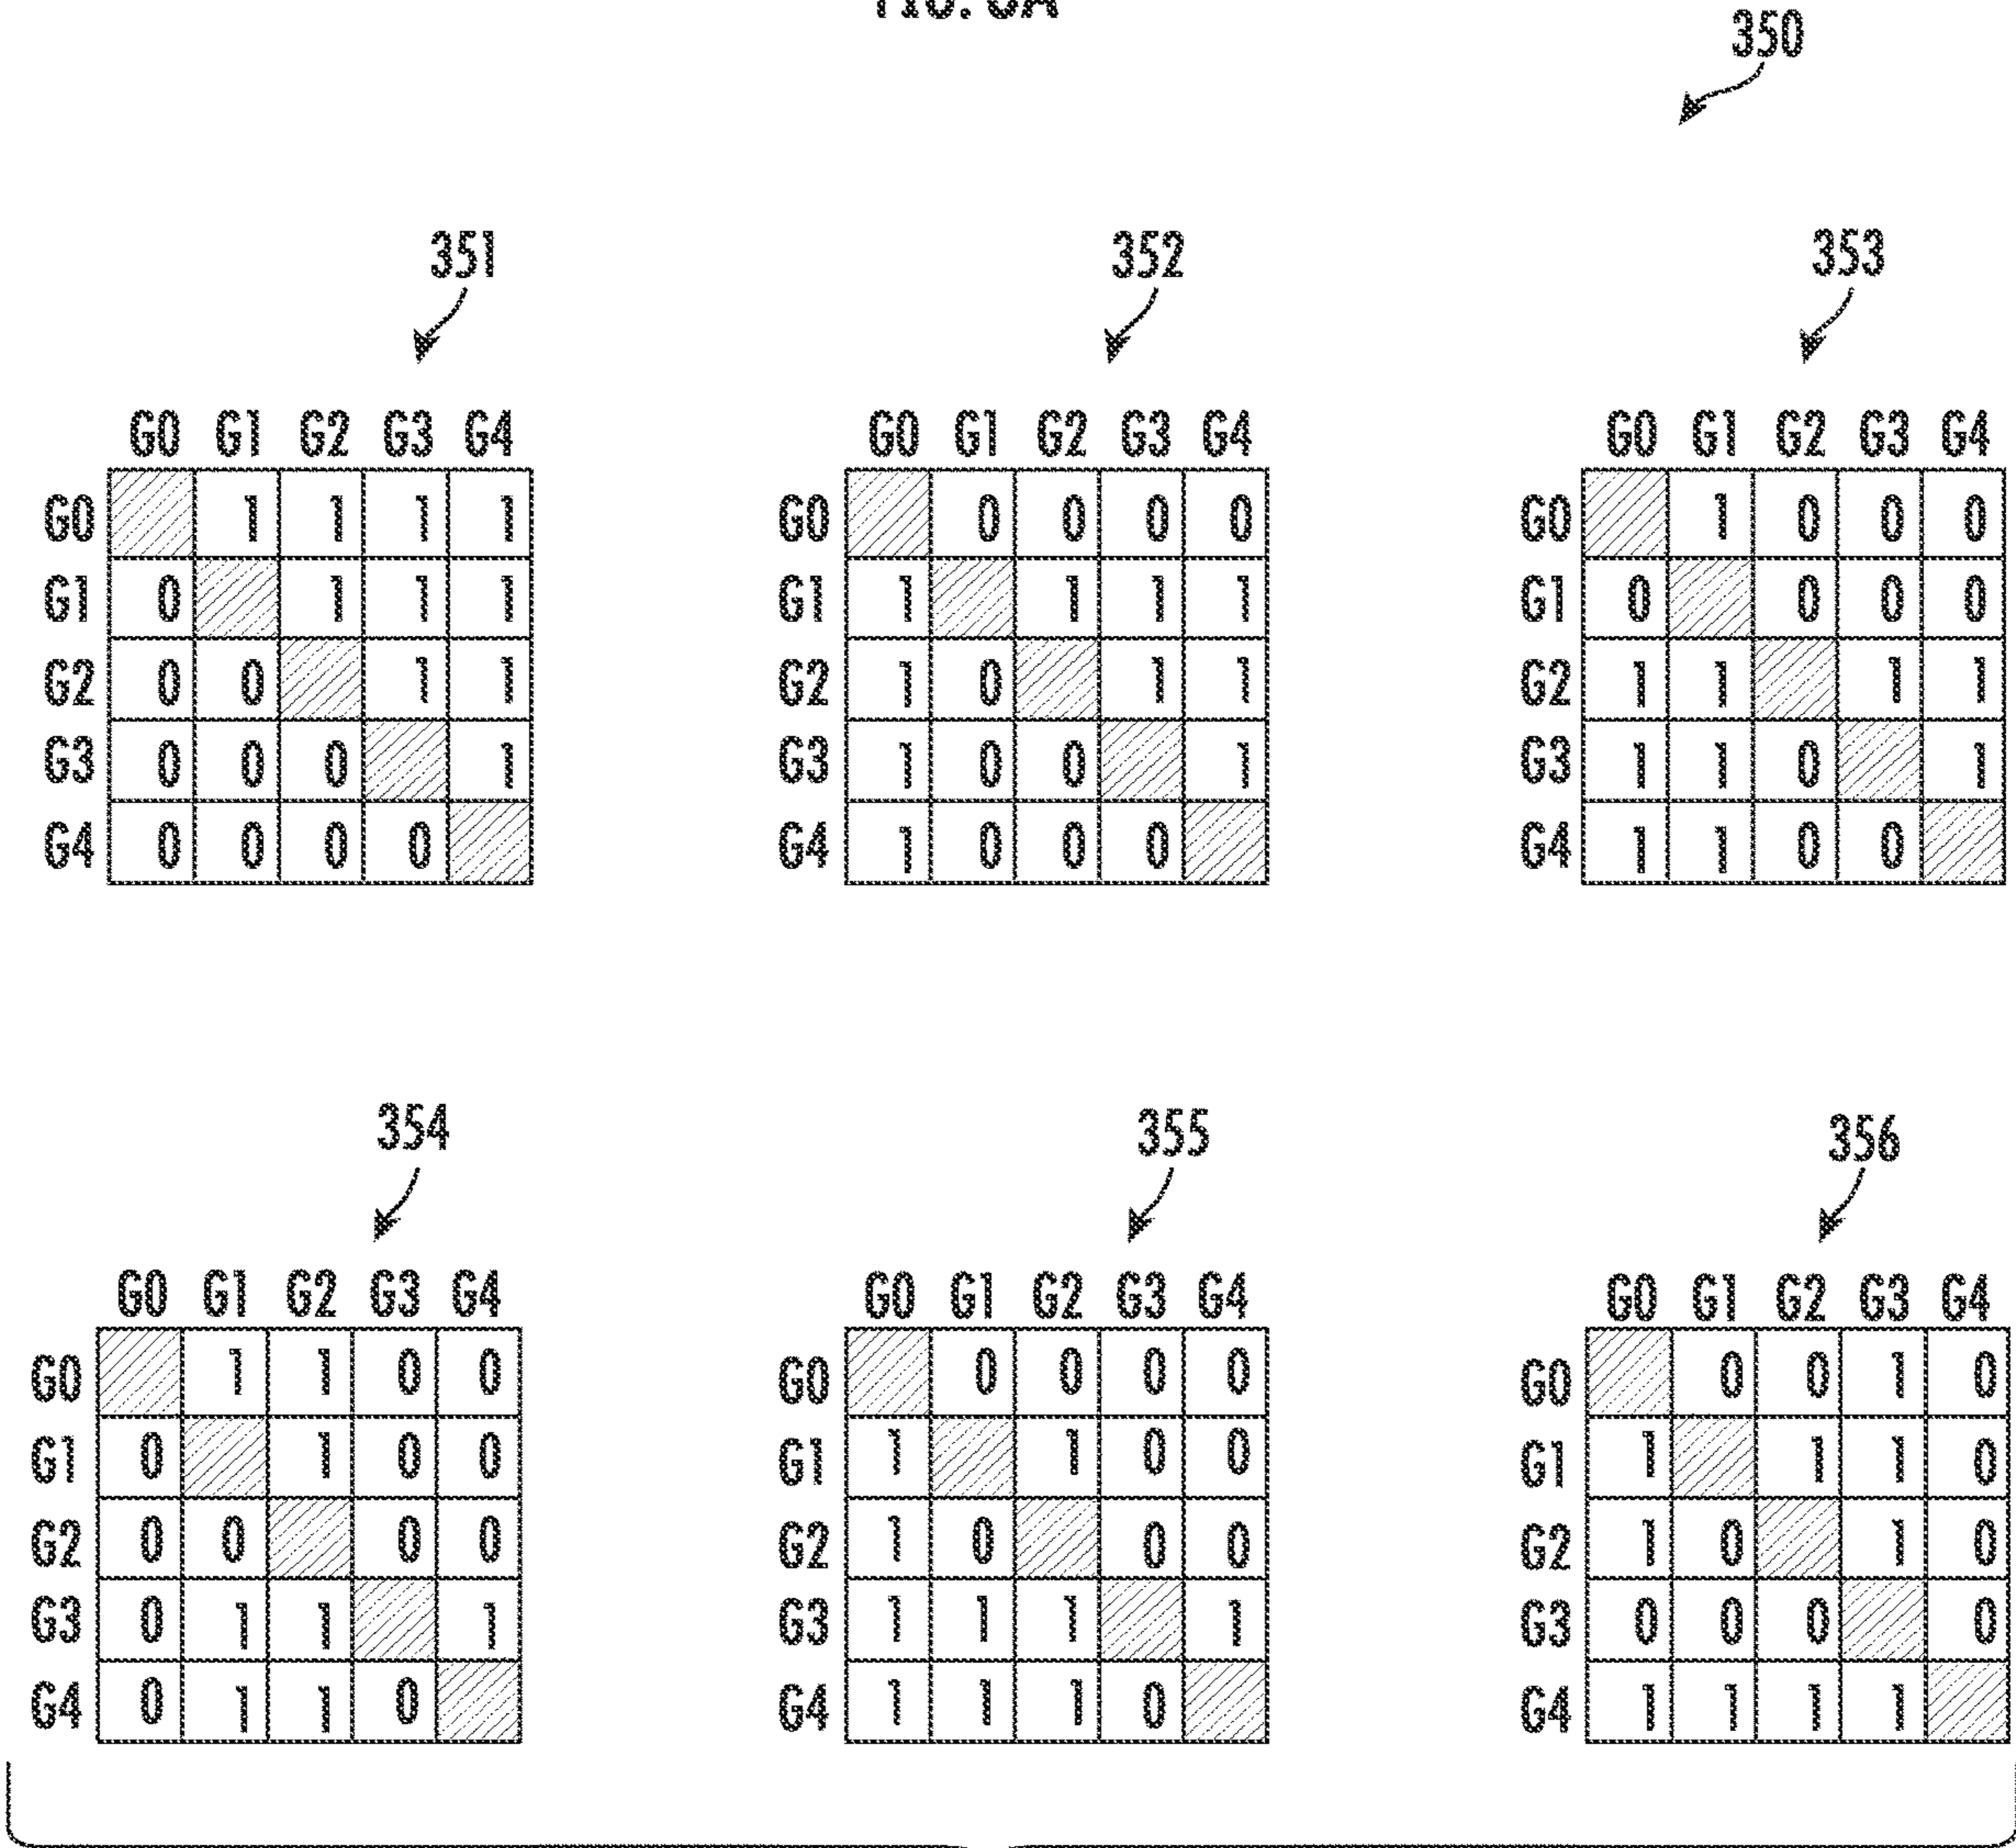 350
351
G0 G1 G2 G3 G4
G0 1 1 1 1
G1 0 1 1 1
G2 0 0 1 1
G3 0 0 0 1
G4 0 0 0 0
352
G0 G1 G2 G3 G4
G0 0 0 0 0
G1 1 1 1 1
G2 1 0 1 1
G3 1 0 0 1
G4 1 0 0 0
353
G0 G1 G2 G3 G4
G0 1 0 0 0
G1 0 0 0 0
G2 1 1 1 1
G3 1 1 0 1
G4 1 1 0 0
354
G0 G1 G2 G3 G4
G0 1 1 0 0
G1 0 1 0 0
G2 0 0 0 0
G3 0 1 1 1
G4 0 1 1 0
355
G0 G1 G2 G3 G4
G0 0 0 0 0
G1 1 1 0 0
G2 1 0 0 0
G3 1 1 1 1
G4 1 1 1 0
356
G0 G1 G2 G3 G4
G0 0 0 1 0
G1 1 1 1 0
G2 1 0 1 0
G3 0 0 0 0
G4 1 1 1 1